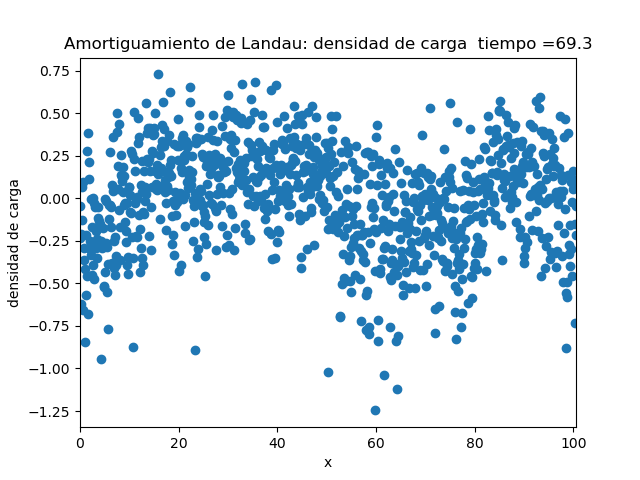 Amortiguamiento de Landau: densidad de carga  tiempo =69.3
densidad de carga
0.75
0.50
0.25
0.00
−0.25
−0.50
−0.75
−1.00
−1.25
0 20 40 60 80 100
x